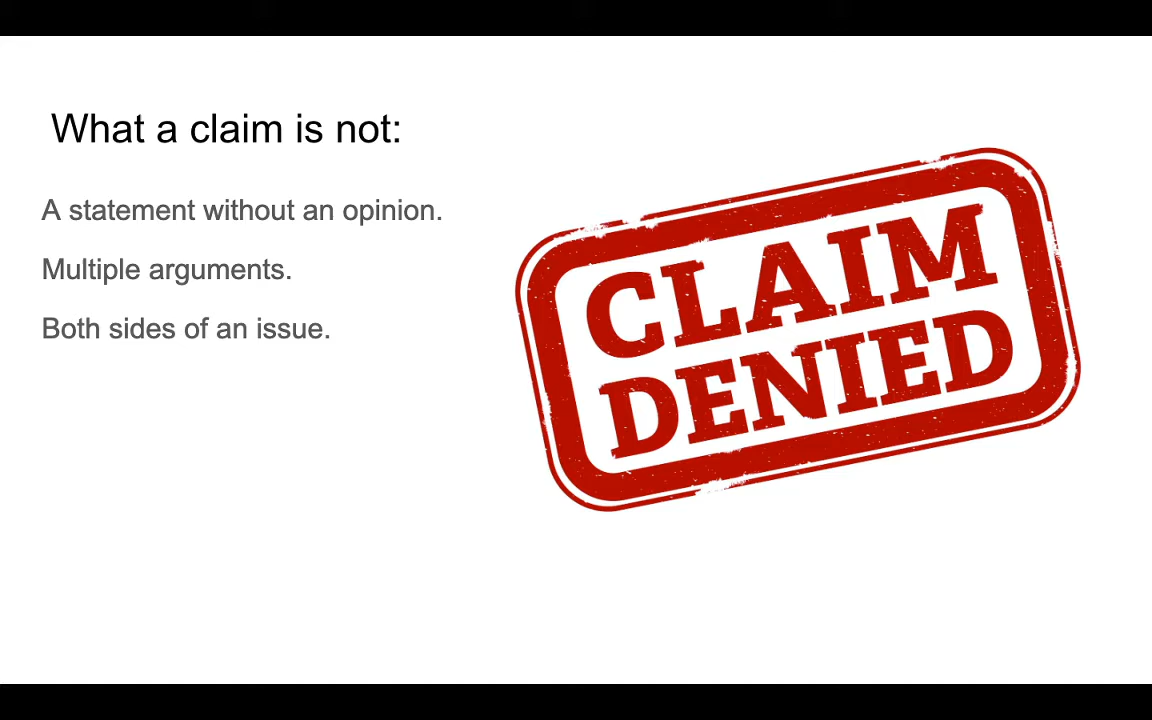 What a claim is not:
A statement without an opinion.
Multiple arguments.
Both sides of an issue.
CLAIM
DENIED